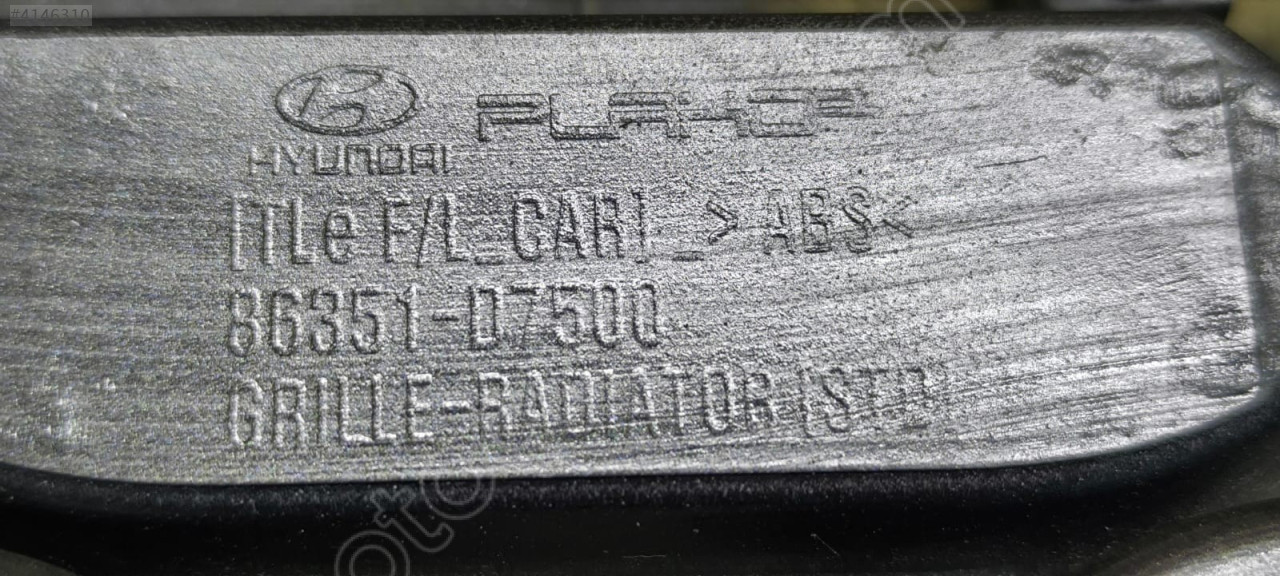 #4146310
HYUNDAI PLAKOR
[TLe F/L_CAR]_ >ABS<
86351-D7500
GRILLE-RADIATOR [STD]